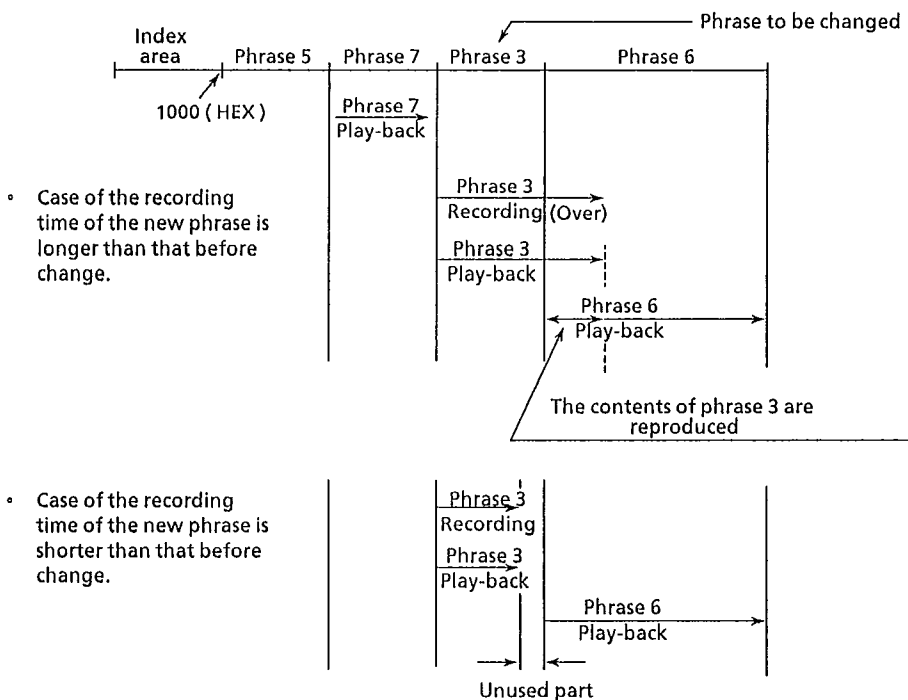 Phrase to be changed
Index
area
Phrase 5
Phrase 7
Phrase 3
Phrase 6
1000 ( HEX )
Phrase 7
Play-back
° Case of the recording
time of the new phrase is
longer than that before
change.
Phrase 3
Recording (Over)
Phrase 3
Play-back
Phrase 6
Play-back
The contents of phrase 3 are
reproduced
° Case of the recording
time of the new phrase is
shorter than that before
change.
Phrase 3
Recording
Phrase 3
Play-back
Phrase 6
Play-back
Unused part